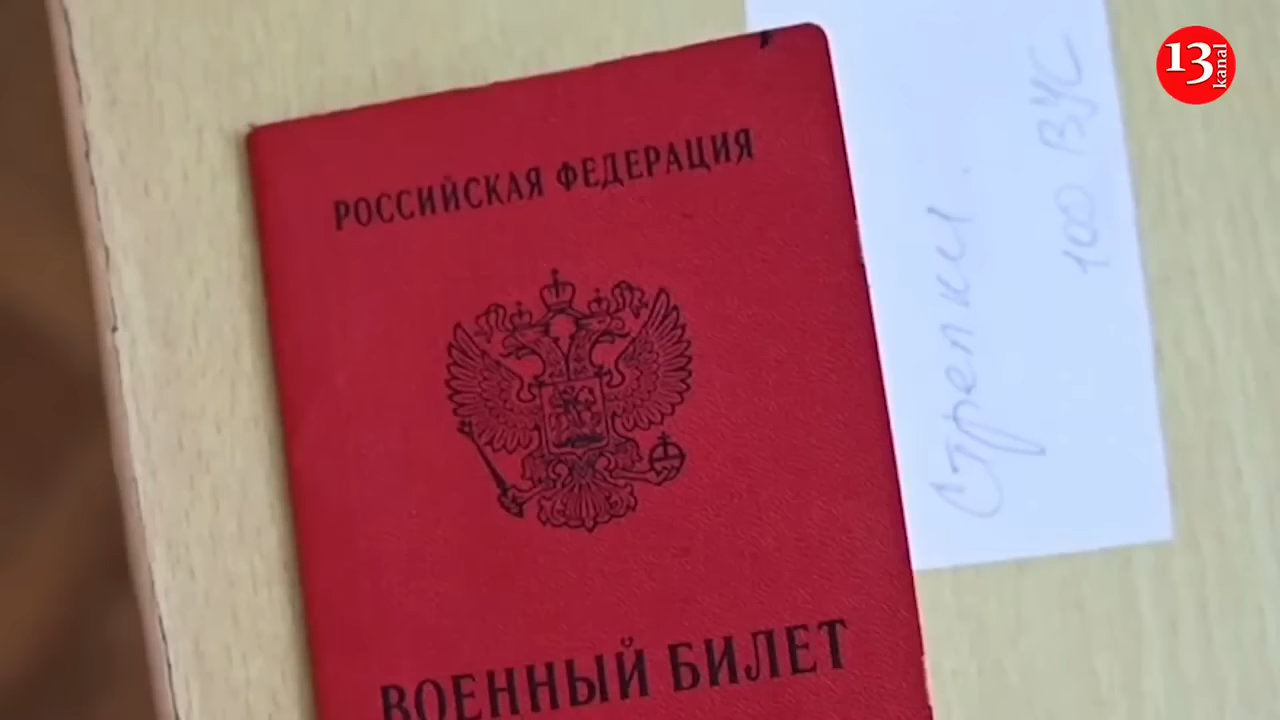 РОССИЙСКАЯ ФЕДЕРАЦИЯ
ВОЕННЫЙ БИЛЕТ
Стрелки
100 ВУС
13 kanal